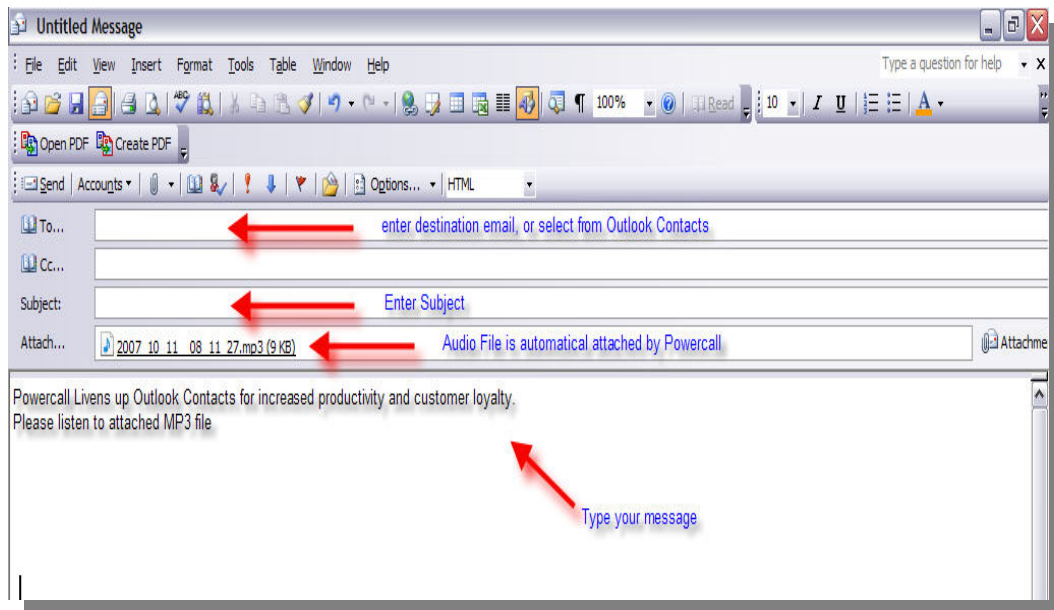 Untitled Message
File Edit View Insert Format Tools Table Window Help Type a question for help
100% Read 10 I U A
Open PDF Create PDF
Send Accounts Options... HTML
To... enter destination email, or select from Outlook Contacts
Cc...
Subject: Enter Subject
Attach... 2007_10_11__08_11_27.mp3 (9 KB) Audio File is automatical attached by Powercall Attachme
Powercall Livens up Outlook Contacts for increased productivity and customer loyalty.
Please listen to attached MP3 file
Type your message